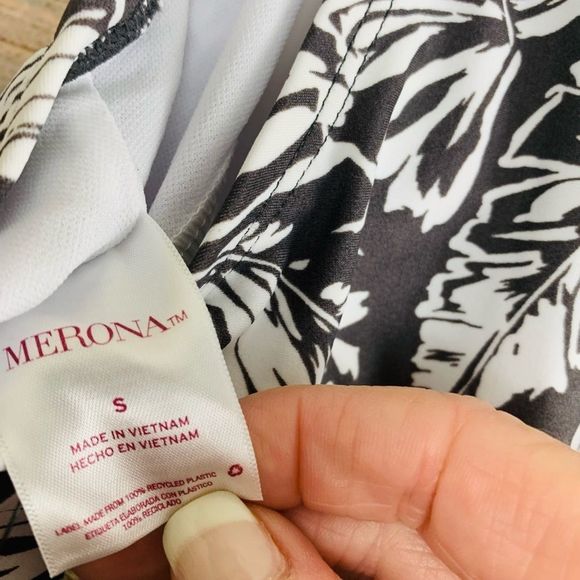 MERONA™
S
MADE IN VIETNAM
HECHO EN VIETNAM
LABEL MADE FROM 100% RECYCLED PLASTIC
ETIQUETA ELABORADA CON PLASTICO
100% RECICLADO